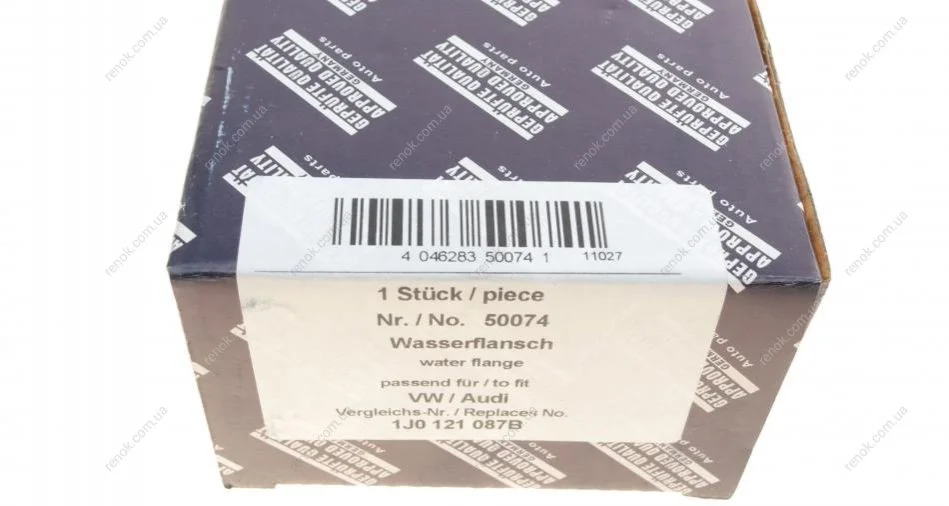 GEPRÜFTE QUALITÄT
APPROVED QUALITY
GERMANY
Auto parts
4 046283 50074 1 11027
1 Stück / piece
Nr. / No. 50074
Wasserflansch
water flange
passend für / to fit
VW / Audi
Vergleichs-Nr. / Replaces No.
1J0 121 087B
renok.com.ua